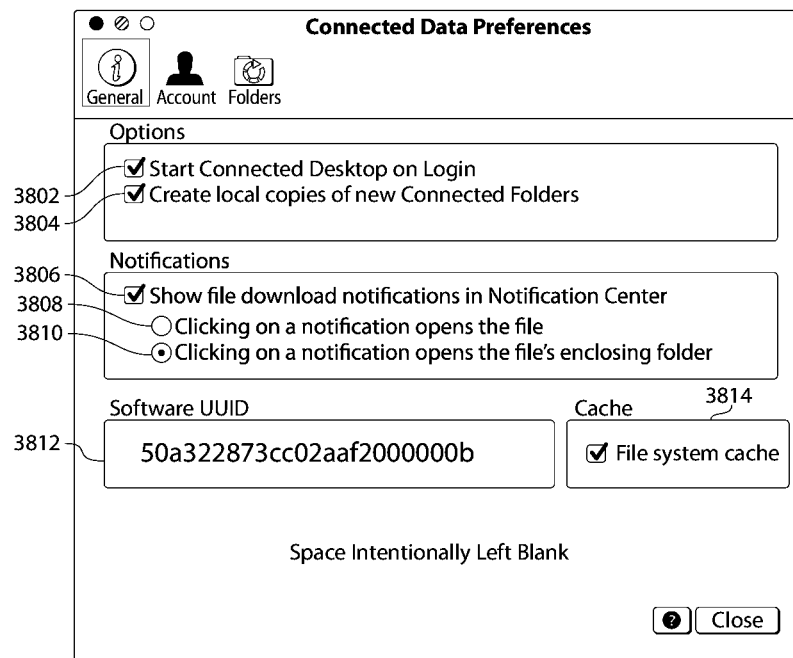 Connected Data Preferences
General Account Folders
Options
3802 Start Connected Desktop on Login
3804 Create local copies of new Connected Folders
Notifications
3806 Show file download notifications in Notification Center
3808 Clicking on a notification opens the file
3810 Clicking on a notification opens the file's enclosing folder
3814
Software UUID Cache
3812 50a322873cc02aaf2000000b File system cache
Space Intentionally Left Blank
? Close